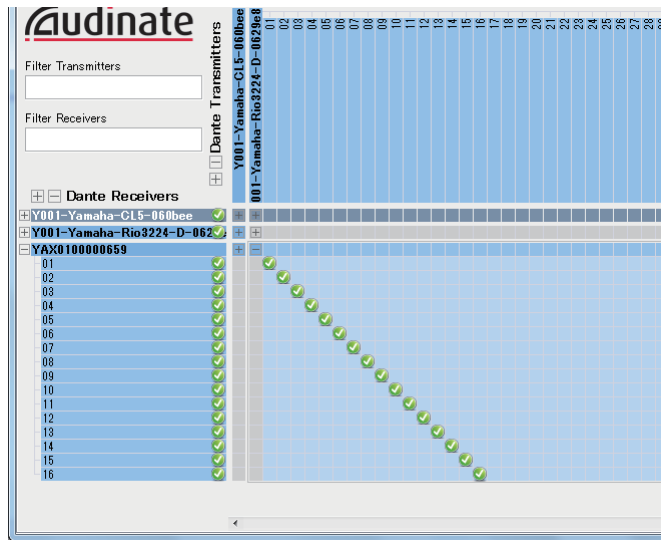 Audinate
Filter Transmitters
Filter Receivers
Dante Transmitters
Y001-Yamaha-CL5-060bee
001-Yamaha-Rio3224-D-0629e8
01 02 03 04 05 06 07 08 09 10 11 12 13 14 15 16 17 18 19 20 21 22 23 24 25 26 27 28
Dante Receivers
Y001-Yamaha-CL5-060bee
Y001-Yamaha-Rio3224-D-062
YAX0100000659
01
02
03
04
05
06
07
08
09
10
11
12
13
14
15
16